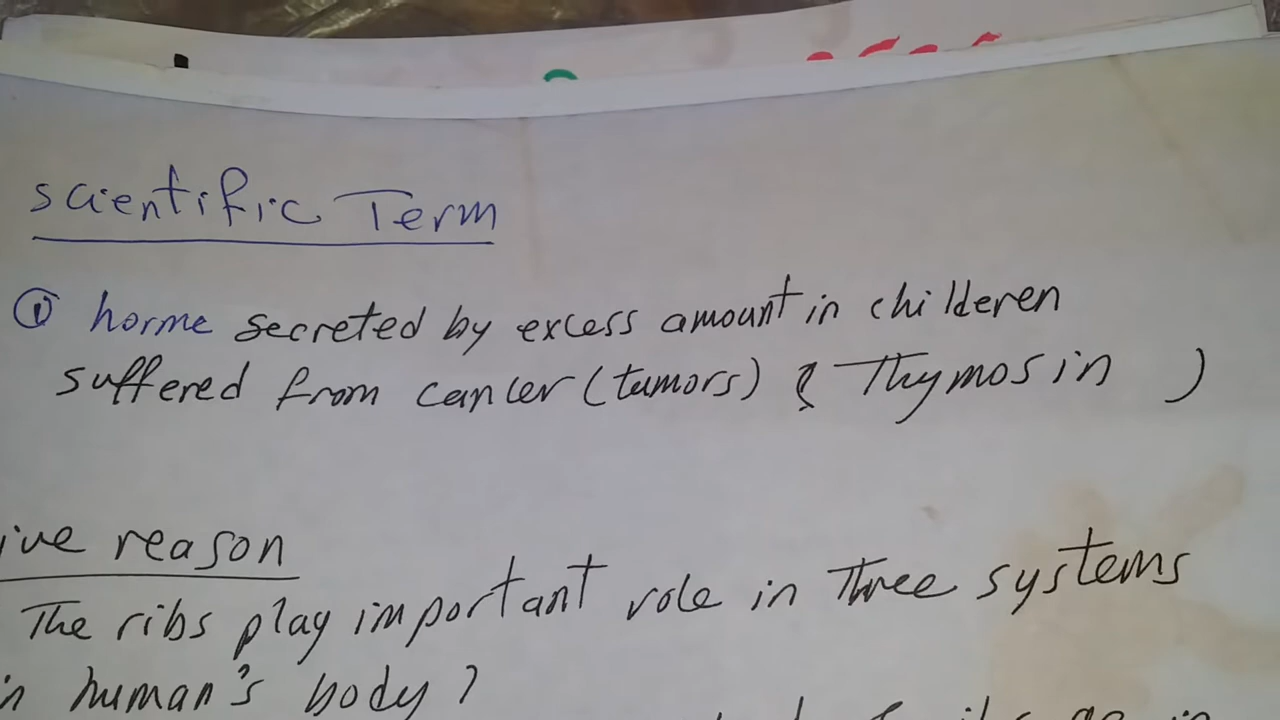 scientific Term
① horme secreted by excess amount in childeren
suffered from cancer (tumors) ( Thymosin )
ive reason
The ribs play important role in three systems
in human's body?